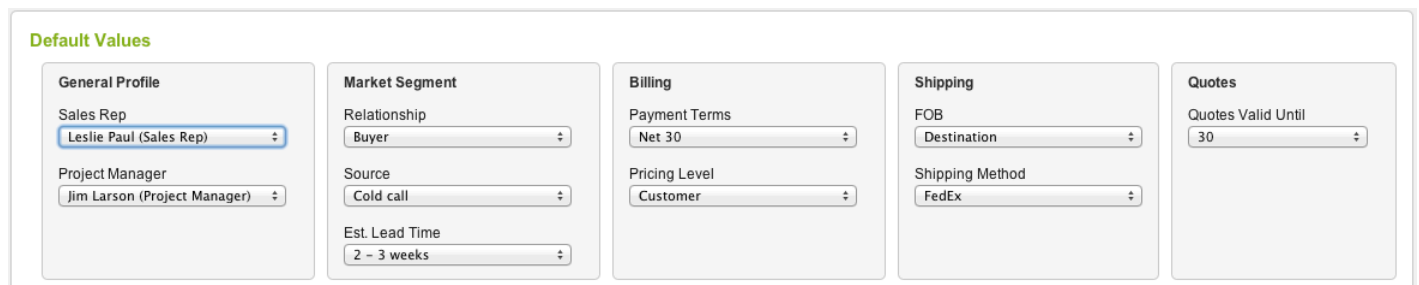 Default Values
General Profile
Sales Rep
Leslie Paul (Sales Rep)
Project Manager
Jim Larson (Project Manager)
Market Segment
Relationship
Buyer
Source
Cold call
Est. Lead Time
2 – 3 weeks
Billing
Payment Terms
Net 30
Pricing Level
Customer
Shipping
FOB
Destination
Shipping Method
FedEx
Quotes
Quotes Valid Until
30